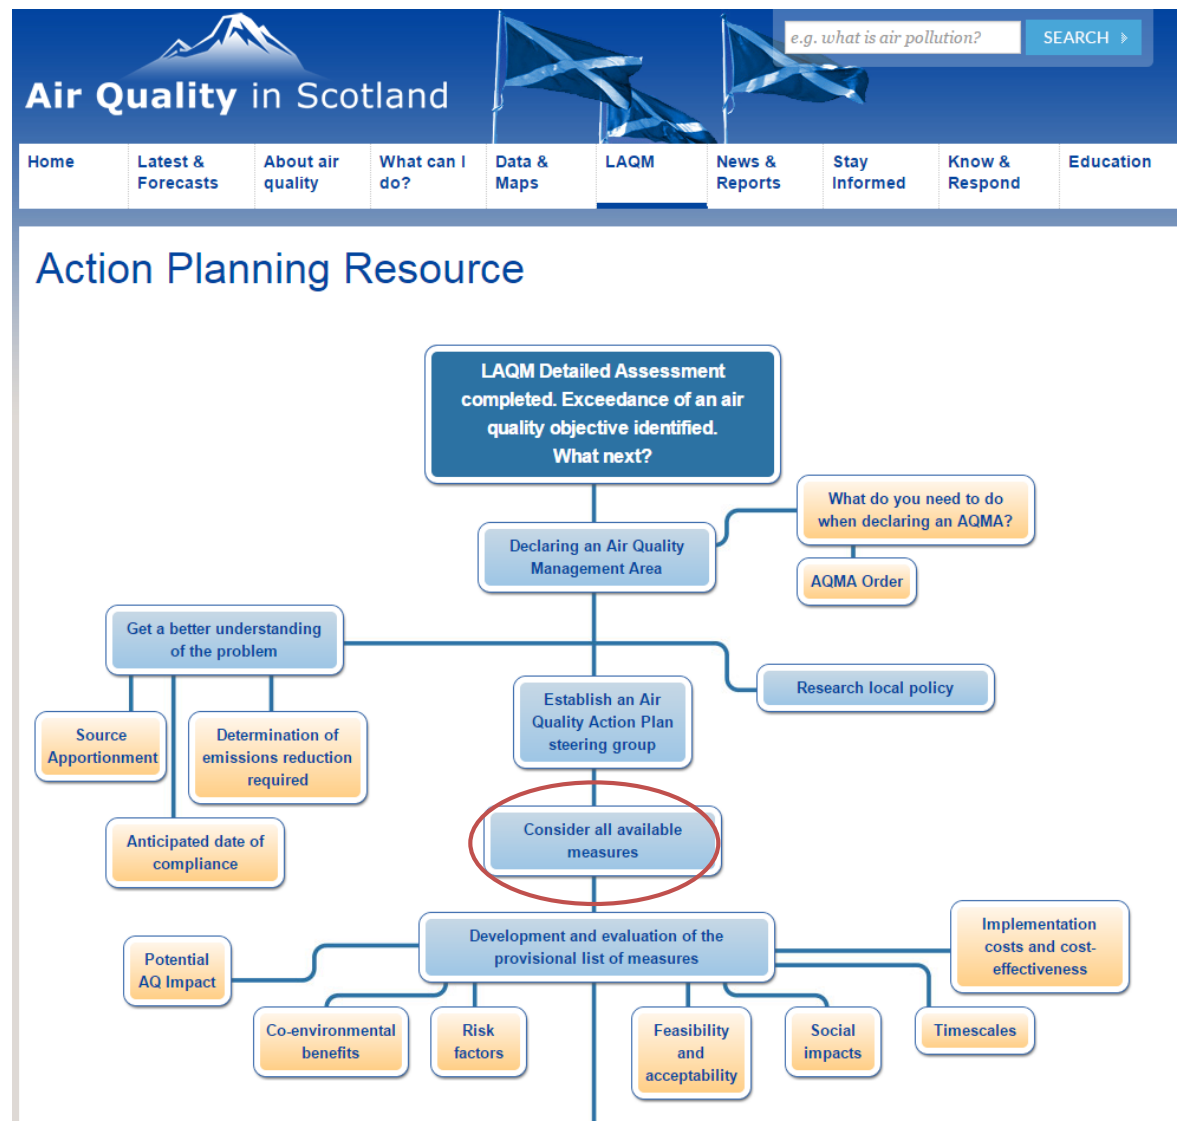 e.g. what is air pollution?
SEARCH
Air Quality in Scotland
Home
Latest &
Forecasts
About air
quality
What can I
do?
Data &
Maps
LAQM
News &
Reports
Stay
Informed
Know &
Respond
Education
Action Planning Resource
LAQM Detailed Assessment
completed. Exceedance of an air
quality objective identified.
What next?
What do you need to do
when declaring an AQMA?
Declaring an Air Quality
Management Area
AQMA Order
Get a better understanding
of the problem
Research local policy
Establish an Air
Quality Action Plan
steering group
Source
Apportionment
Determination of
emissions reduction
required
Anticipated date of
compliance
Consider all available
measures
Development and evaluation of the
provisional list of measures
Implementation
costs and cost-
effectiveness
Potential
AQ Impact
Co-environmental
benefits
Risk
factors
Feasibility
and
acceptability
Social
impacts
Timescales